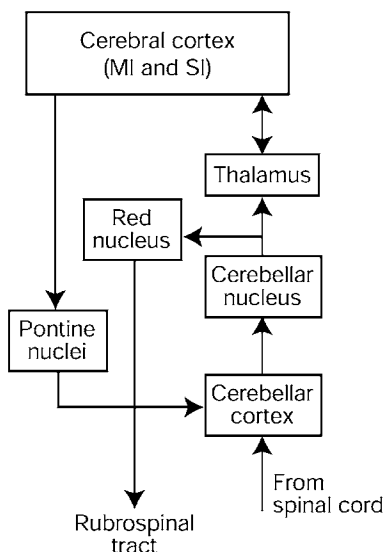 Cerebral cortex
(MI and SI)
Thalamus
Red
nucleus
Cerebellar
nucleus
Pontine
nuclei
Cerebellar
cortex
From
spinal cord
Rubrospinal
tract